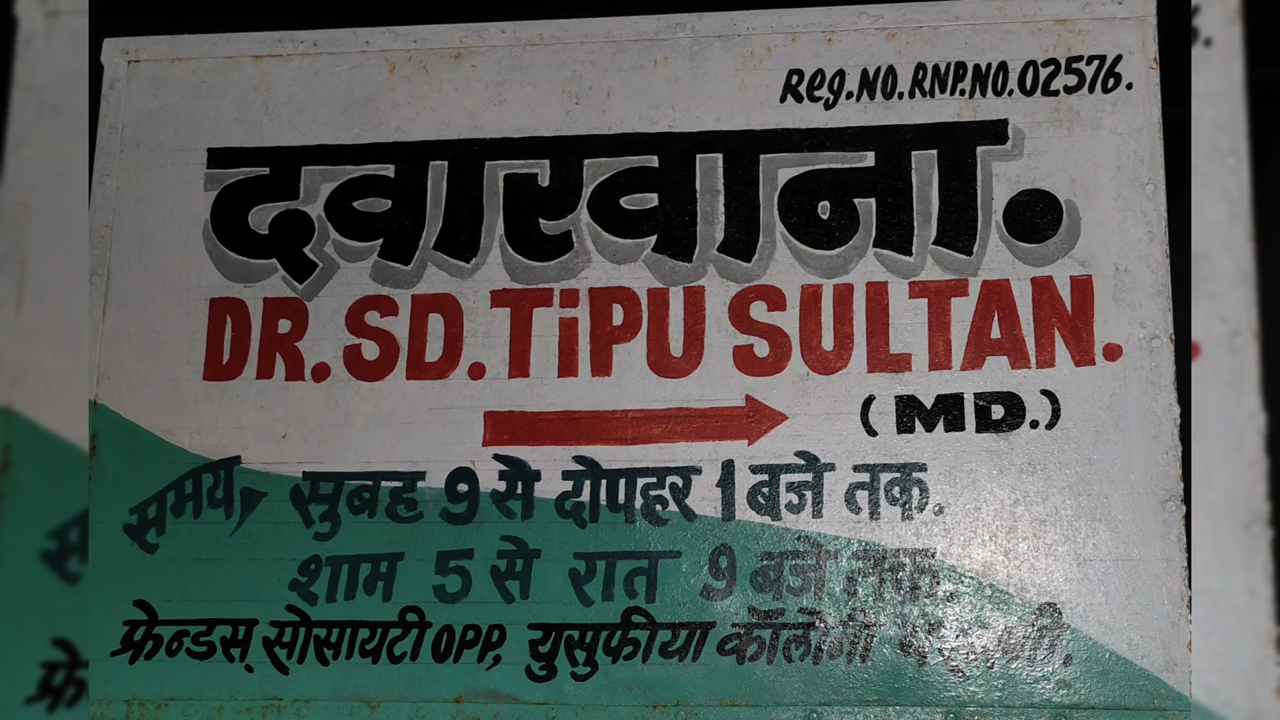 Reg.NO.RNP.NO.02576.
दवाखाना.
DR.SD.TiPU SULTAN.
(MD.)
समय, सुबह 9 से दोपहर 1 बजे तक.
शाम 5 से रात 9 बजे तक.
फ्रेन्डस् सोसायटी OPP, युसुफीया कॉलोनी